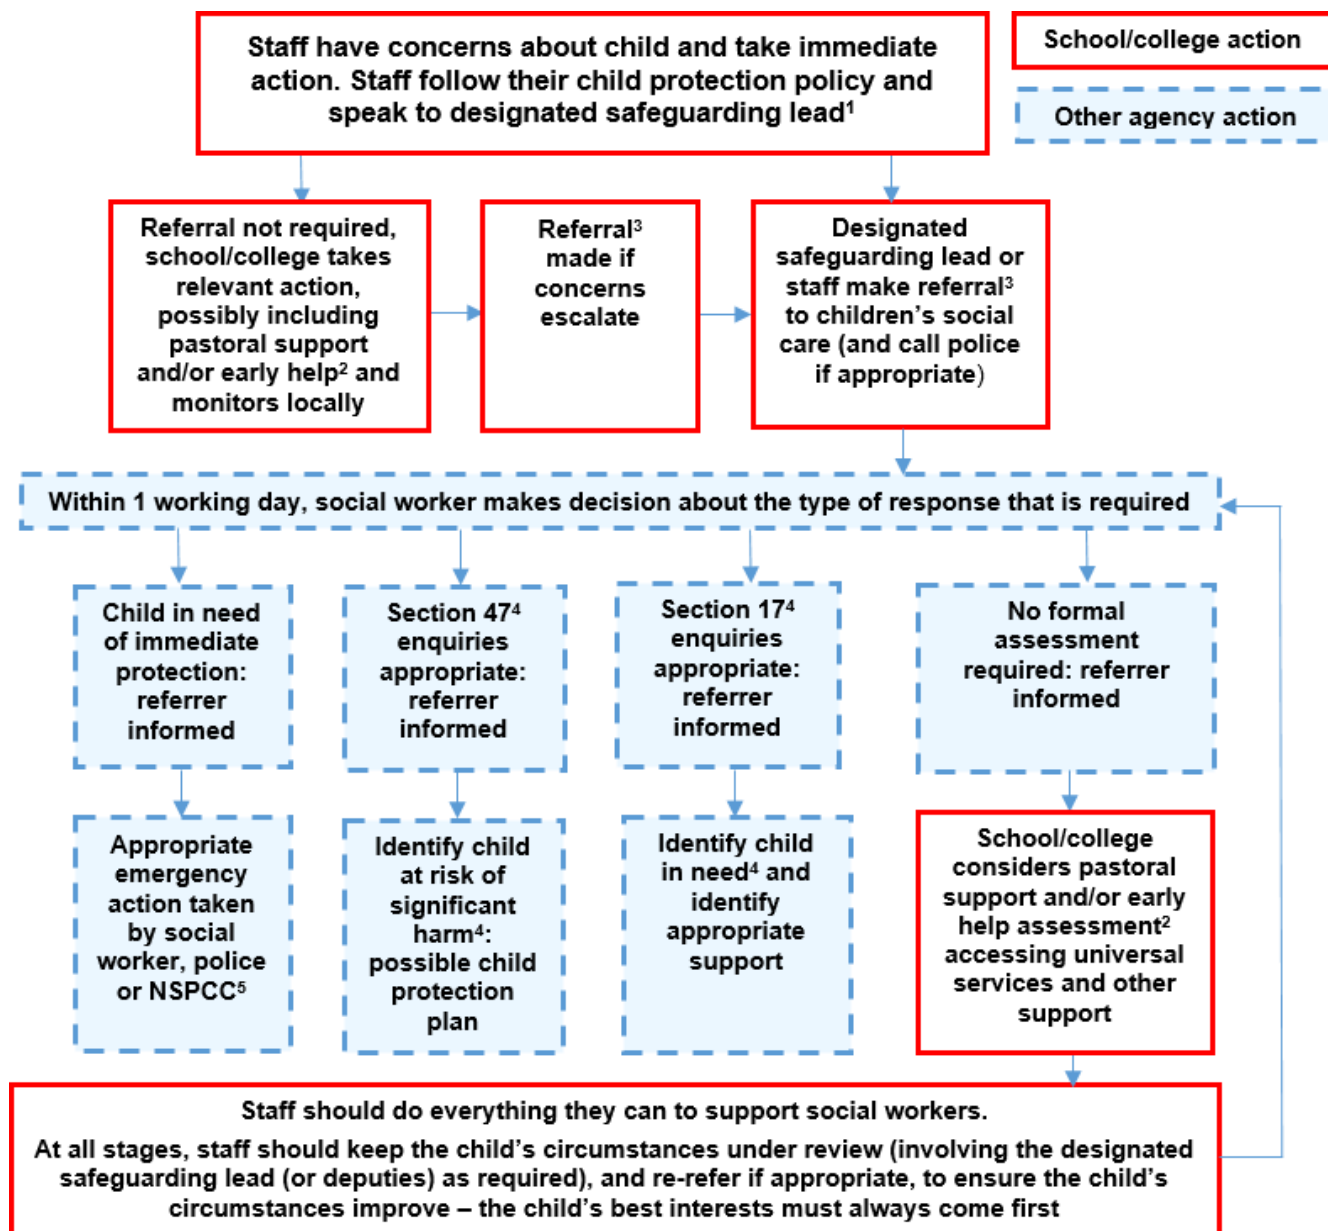 Staff have concerns about child and take immediate
action. Staff follow their child protection policy and
speak to designated safeguarding lead¹
School/college action
Other agency action
Referral not required,
school/college takes
relevant action,
possibly including
pastoral support
and/or early help² and
monitors locally
Referral³
made if
concerns
escalate
Designated
safeguarding lead or
staff make referral³
to children’s social
care (and call police
if appropriate)
Within 1 working day, social worker makes decision about the type of response that is required
Child in need
of immediate
protection:
referrer
informed
Section 47⁴
enquiries
appropriate:
referrer
informed
Section 17⁴
enquiries
appropriate:
referrer
informed
No formal
assessment
required: referrer
informed
Appropriate
emergency
action taken
by social
worker, police
or NSPCC⁵
Identify child
at risk of
significant
harm⁴:
possible child
protection
plan
Identify child
in need⁴ and
identify
appropriate
support
School/college
considers pastoral
support and/or early
help assessment²
accessing universal
services and other
support
Staff should do everything they can to support social workers.
At all stages, staff should keep the child’s circumstances under review (involving the designated
safeguarding lead (or deputies) as required), and re-refer if appropriate, to ensure the child’s
circumstances improve – the child’s best interests must always come first